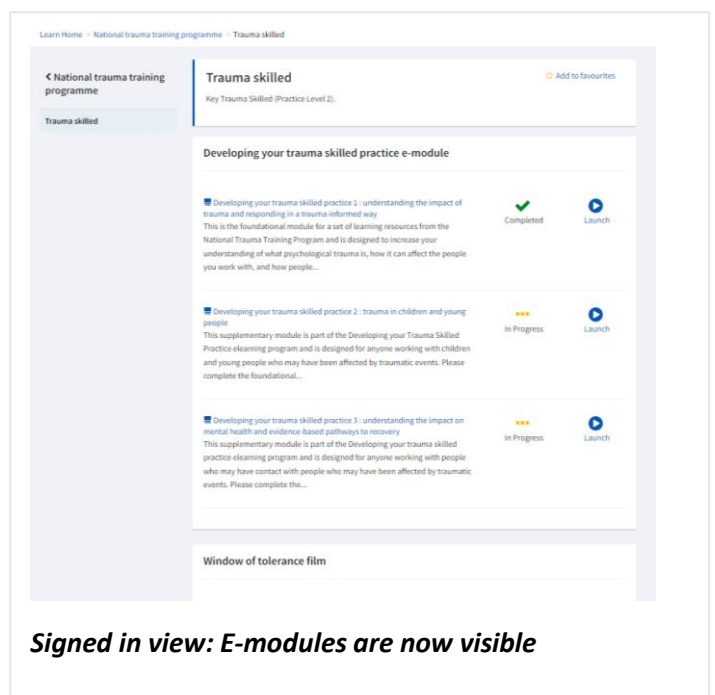 Learn Home > National trauma training programme > Trauma skilled
National trauma training
programme
Trauma skilled
Trauma skilled
Add to favourites
Key Trauma Skilled (Practice Level 2).
Developing your trauma skilled practice e-module
Developing your trauma skilled practice 1 : understanding the impact of
trauma and responding in a trauma-informed way
This is the foundational module for a set of learning resources from the
National Trauma Training Program and is designed to increase your
understanding of what psychological trauma is, how it can affect the people
you work with, and how people...
Completed
Launch
Developing your trauma skilled practice 2 : trauma in children and young
people
This supplementary module is part of the Developing your Trauma Skilled
Practice elearning program and is designed for anyone working with children
and young people who may have been affected by traumatic events. Please
complete the foundational...
In Progress
Launch
Developing your trauma skilled practice 3 : understanding the impact on
mental health and evidence-based pathways to recovery
This supplementary module is part of the Developing your trauma skilled
practice elearning program and is designed for anyone working with people
who may have contact with people who may have been affected by traumatic
events. Please complete the...
In Progress
Launch
Window of tolerance film
Signed in view: E-modules are now visible